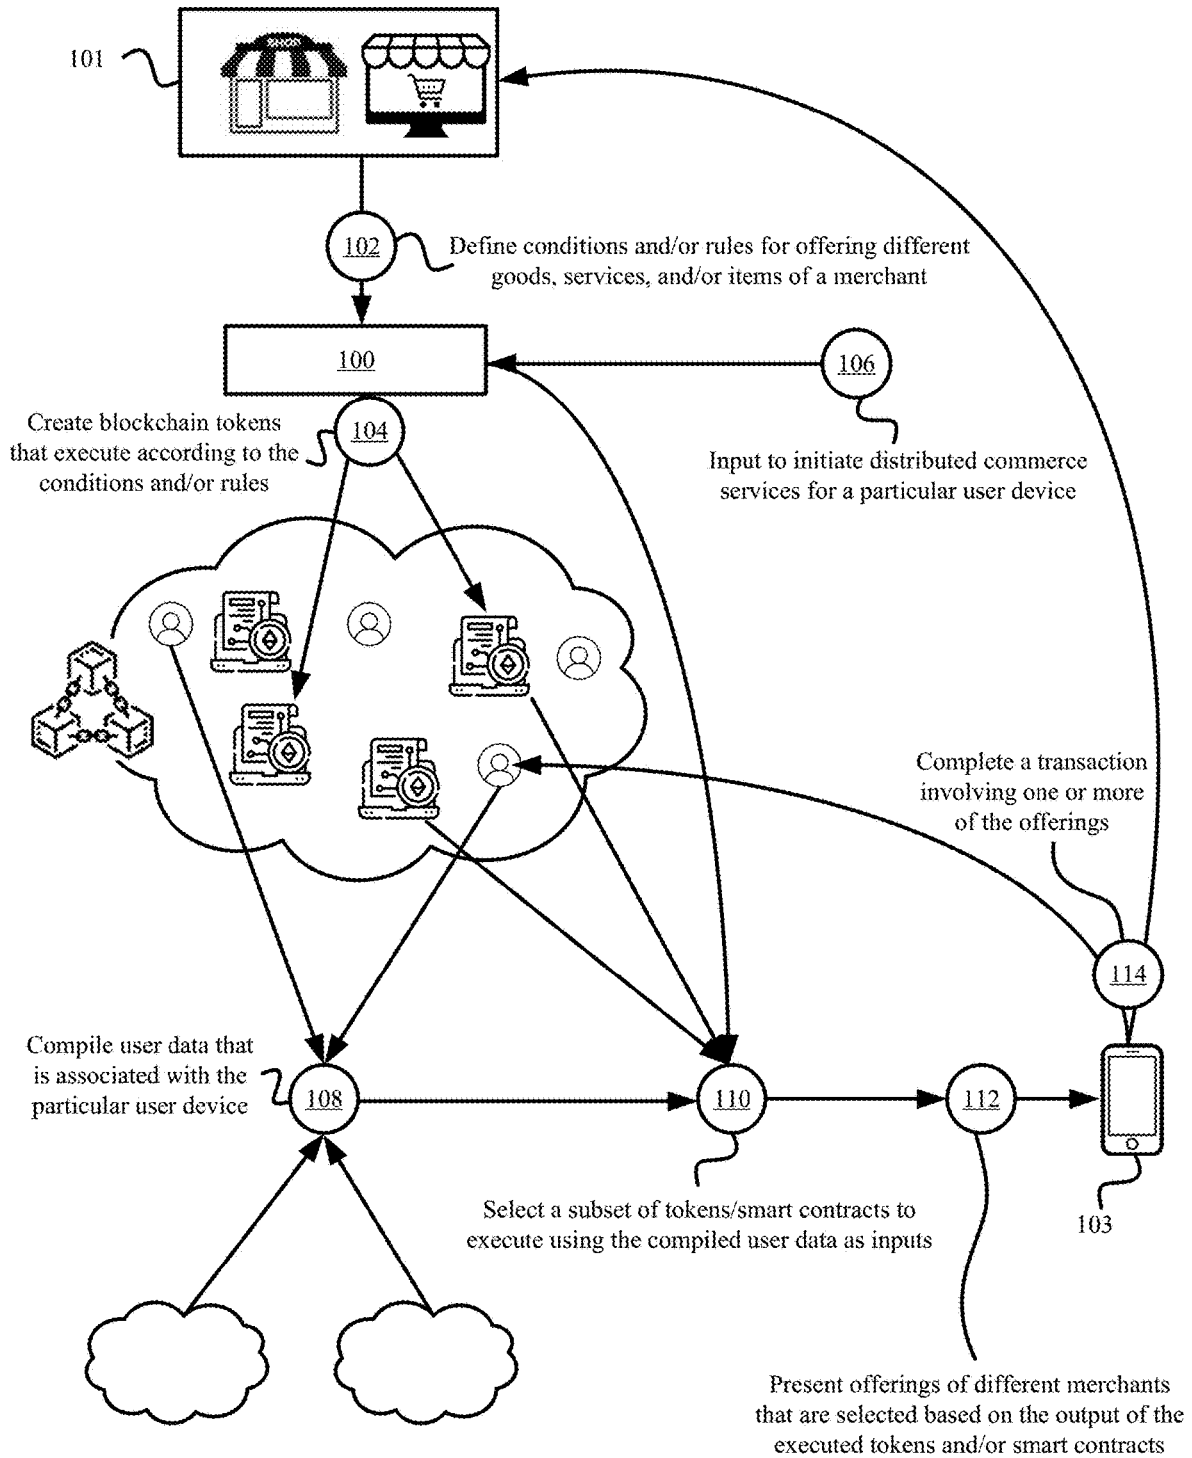 101
102
Define conditions and/or rules for offering different
goods, services, and/or items of a merchant
100
106
Create blockchain tokens
that execute according to the
conditions and/or rules
104
Input to initiate distributed commerce
services for a particular user device
Complete a transaction
involving one or more
of the offerings
114
Compile user data that
is associated with the
particular user device
108
110
112
103
Select a subset of tokens/smart contracts to
execute using the compiled user data as inputs
Present offerings of different merchants
that are selected based on the output of the
executed tokens and/or smart contracts